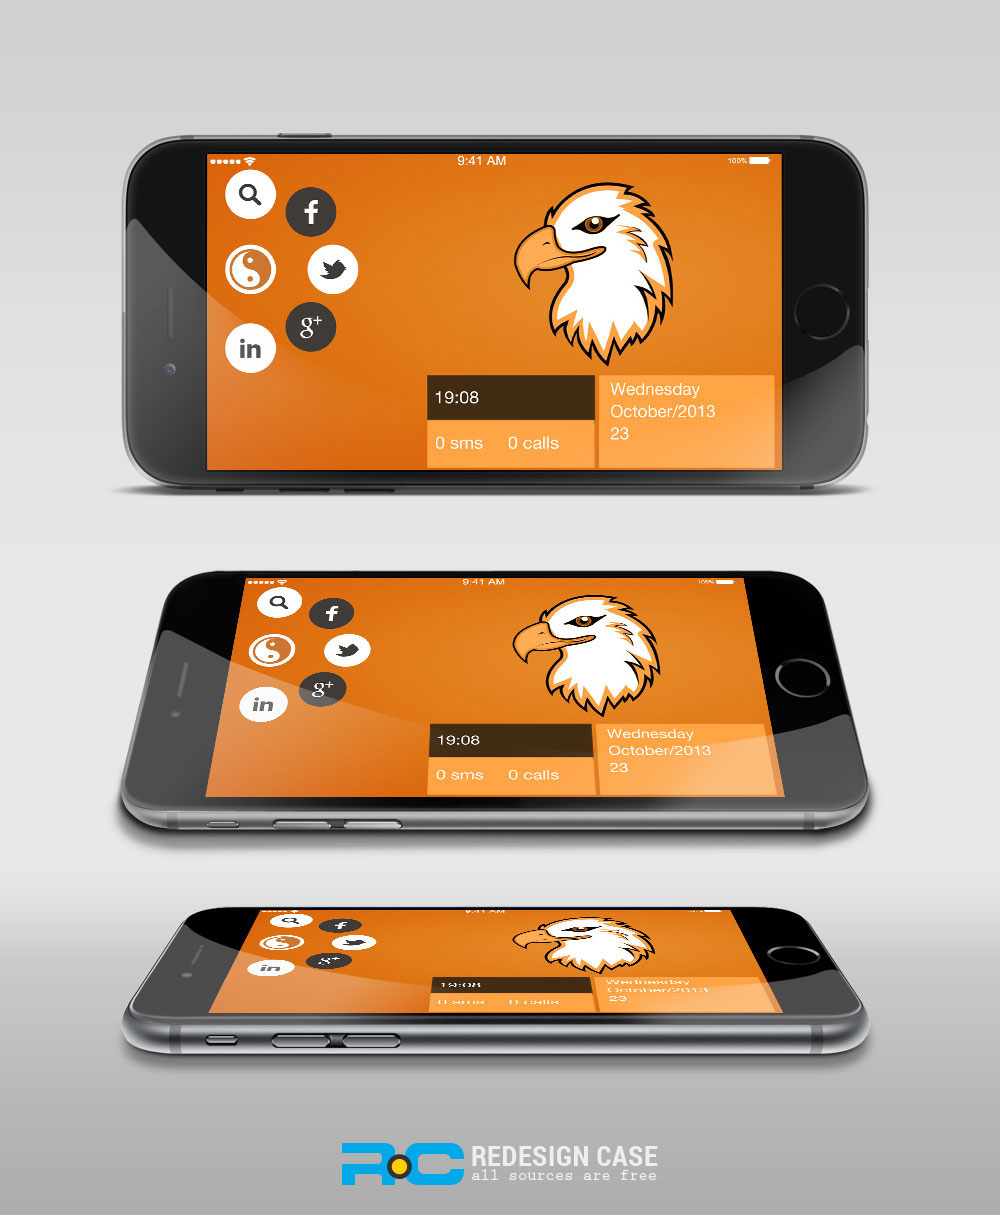 9:41 AM
100%
f
g+
in
19:08
0 sms 0 calls
Wednesday
October/2013
23
9:41 AM
100%
f
g+
in
19:08
0 sms 0 calls
Wednesday
October/2013
23
9:41 AM
f
g+
in
19:08
0 sms 0 calls
Wednesday
October/2013
23
RC REDESIGN CASE
all sources are free